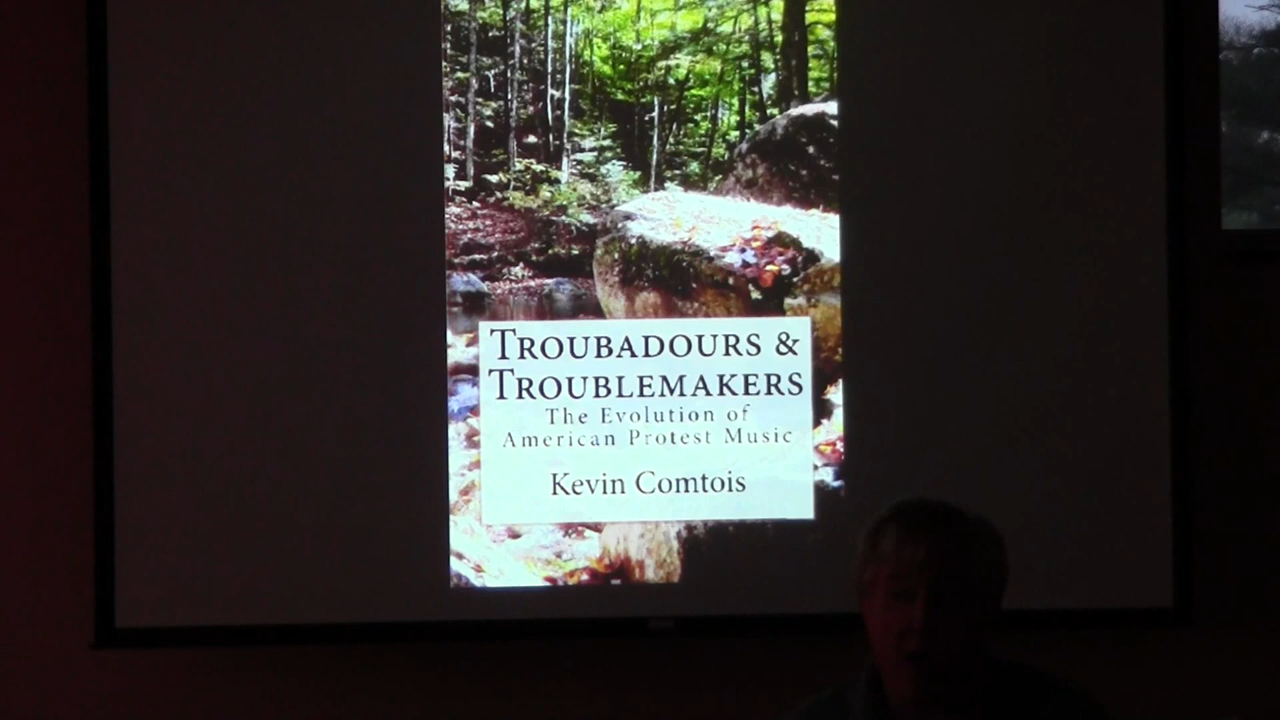 TROUBADOURS &
TROUBLEMAKERS
The Evolution of
American Protest Music
Kevin Comtois